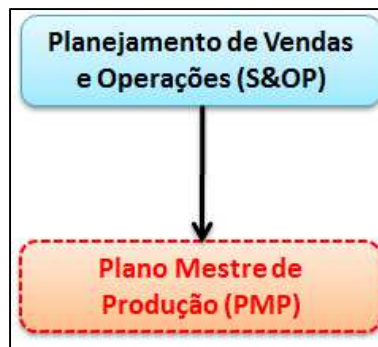 Planejamento de Vendas
e Operações (S&OP)
Plano Mestre de
Produção (PMP)